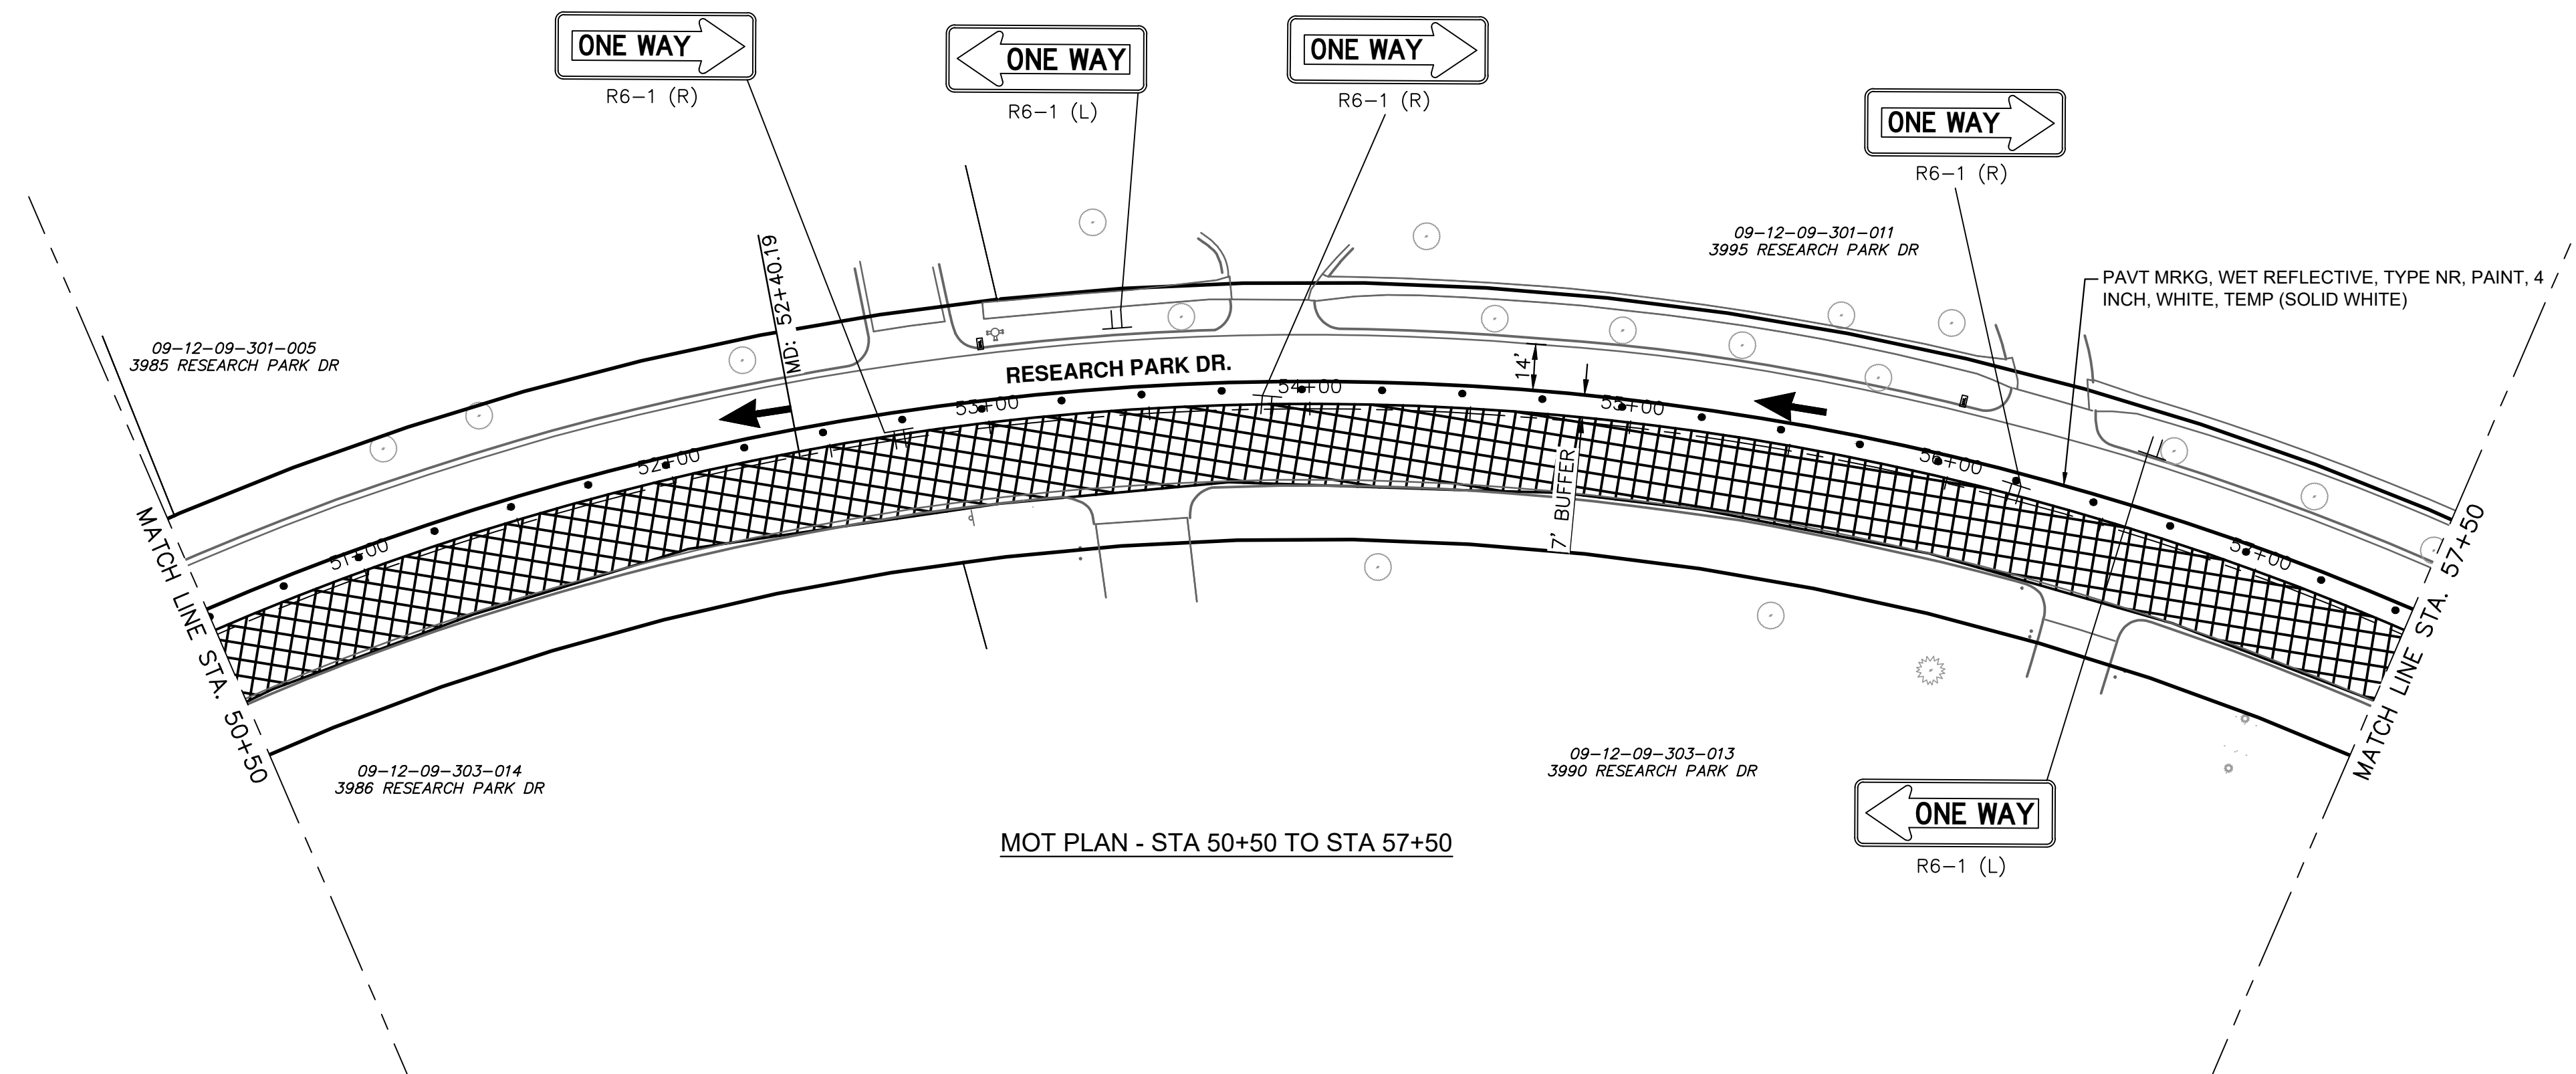 ONE WAY
R6-1 (R)
ONE WAY
R6-1 (L)
ONE WAY
R6-1 (R)
ONE WAY
R6-1 (R)
09-12-09-301-011
3995 RESEARCH PARK DR
PAVT MRKG, WET REFLECTIVE, TYPE NR, PAINT, 4
INCH, WHITE, TEMP (SOLID WHITE)
09-12-09-301-005
3985 RESEARCH PARK DR
MD: 52+40.19
RESEARCH PARK DR.
14'
7' BUFFER
51+00
52+00
53+00
54+00
55+00
56+00
57+00
MATCH LINE STA. 50+50
MATCH LINE STA. 57+50
09-12-09-303-014
3986 RESEARCH PARK DR
09-12-09-303-013
3990 RESEARCH PARK DR
ONE WAY
R6-1 (L)
MOT PLAN - STA 50+50 TO STA 57+50